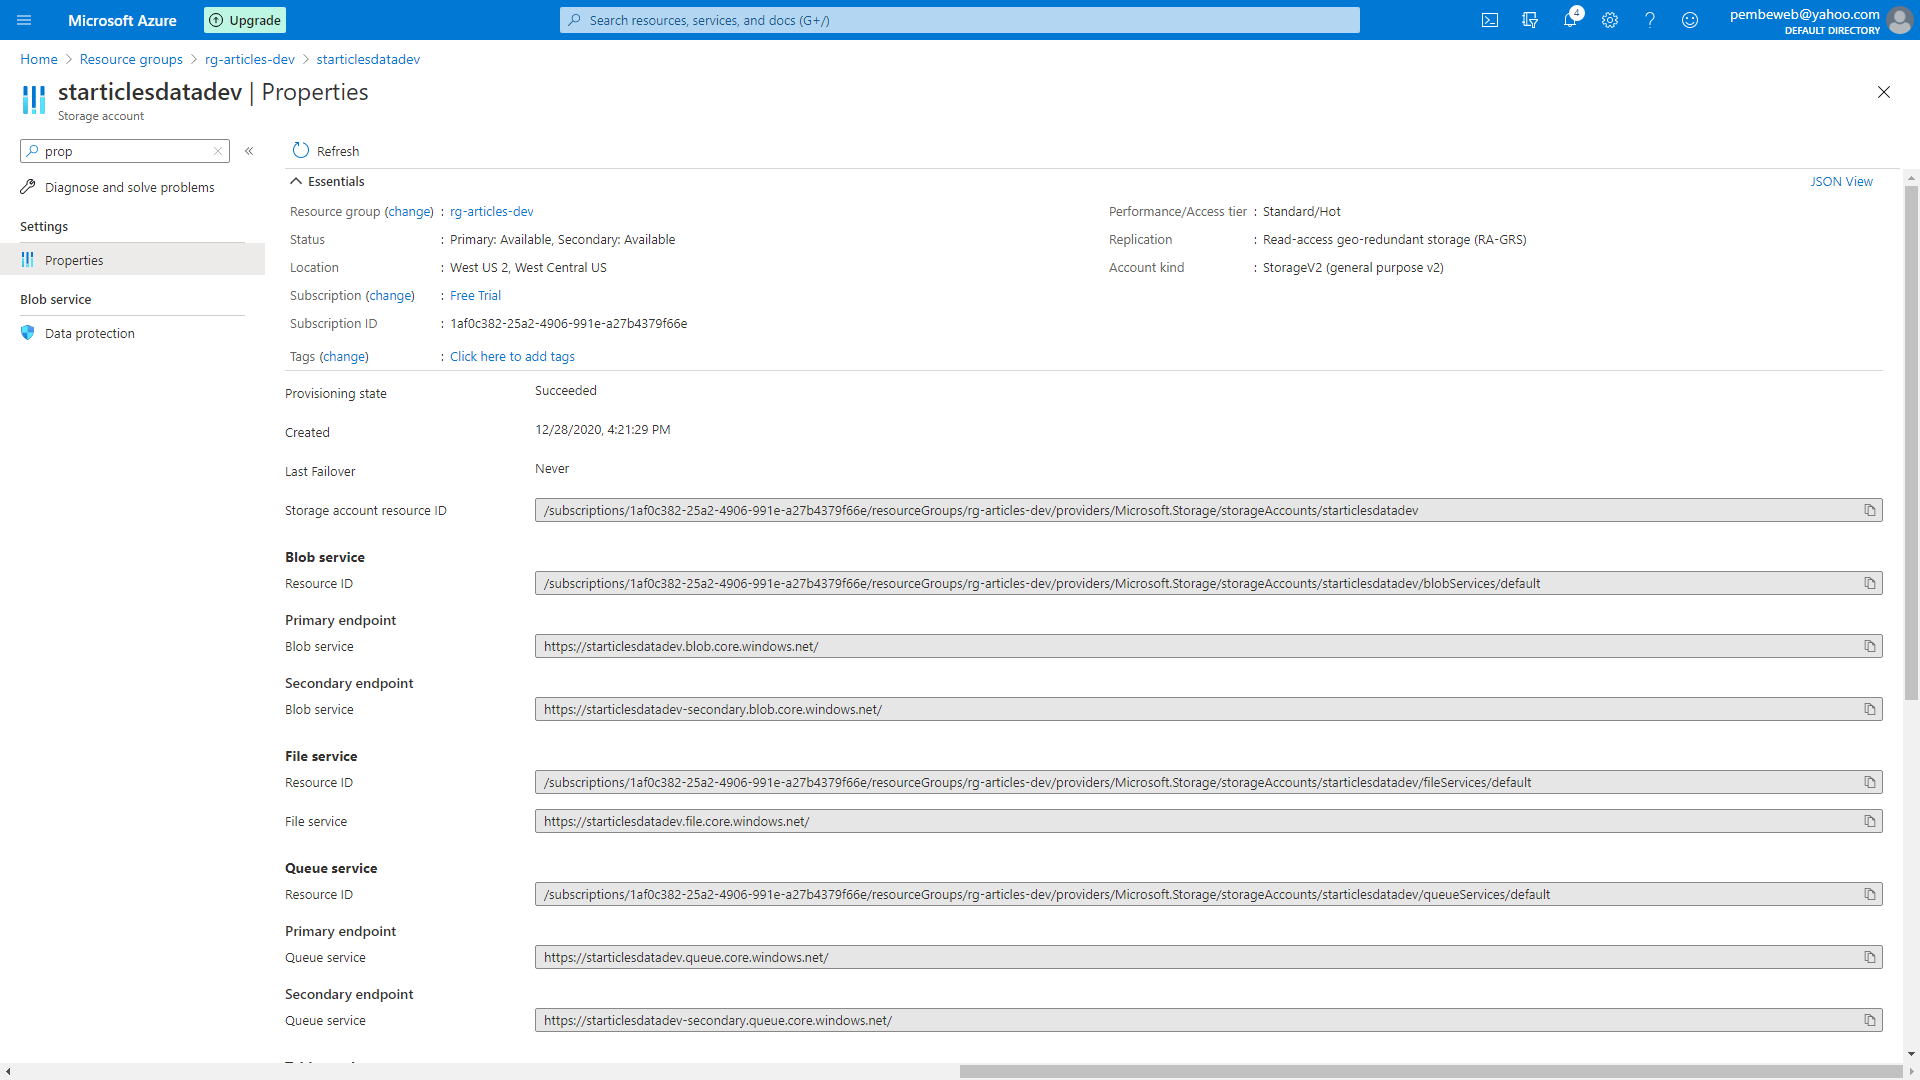 Microsoft Azure
Upgrade
Search resources, services, and docs (G+/)
4
pembeweb@yahoo.com
DEFAULT DIRECTORY
Home > Resource groups > rg-articles-dev > starticlesdatadev
starticlesdatadev | Properties
Storage account
prop
Refresh
Diagnose and solve problems
Settings
Properties
Blob service
Data protection
Essentials
JSON View
Resource group (change) : rg-articles-dev
Performance/Access tier : Standard/Hot
Status : Primary: Available, Secondary: Available
Replication : Read-access geo-redundant storage (RA-GRS)
Location : West US 2, West Central US
Account kind : StorageV2 (general purpose v2)
Subscription (change) : Free Trial
Subscription ID : 1af0c382-25a2-4906-991e-a27b4379f66e
Tags (change) : Click here to add tags
Provisioning state Succeeded
Created 12/28/2020, 4:21:29 PM
Last Failover Never
Storage account resource ID /subscriptions/1af0c382-25a2-4906-991e-a27b4379f66e/resourceGroups/rg-articles-dev/providers/Microsoft.Storage/storageAccounts/starticlesdatadev
Blob service
Resource ID /subscriptions/1af0c382-25a2-4906-991e-a27b4379f66e/resourceGroups/rg-articles-dev/providers/Microsoft.Storage/storageAccounts/starticlesdatadev/blobServices/default
Primary endpoint
Blob service https://starticlesdatadev.blob.core.windows.net/
Secondary endpoint
Blob service https://starticlesdatadev-secondary.blob.core.windows.net/
File service
Resource ID /subscriptions/1af0c382-25a2-4906-991e-a27b4379f66e/resourceGroups/rg-articles-dev/providers/Microsoft.Storage/storageAccounts/starticlesdatadev/fileServices/default
File service https://starticlesdatadev.file.core.windows.net/
Queue service
Resource ID /subscriptions/1af0c382-25a2-4906-991e-a27b4379f66e/resourceGroups/rg-articles-dev/providers/Microsoft.Storage/storageAccounts/starticlesdatadev/queueServices/default
Primary endpoint
Queue service https://starticlesdatadev.queue.core.windows.net/
Secondary endpoint
Queue service https://starticlesdatadev-secondary.queue.core.windows.net/